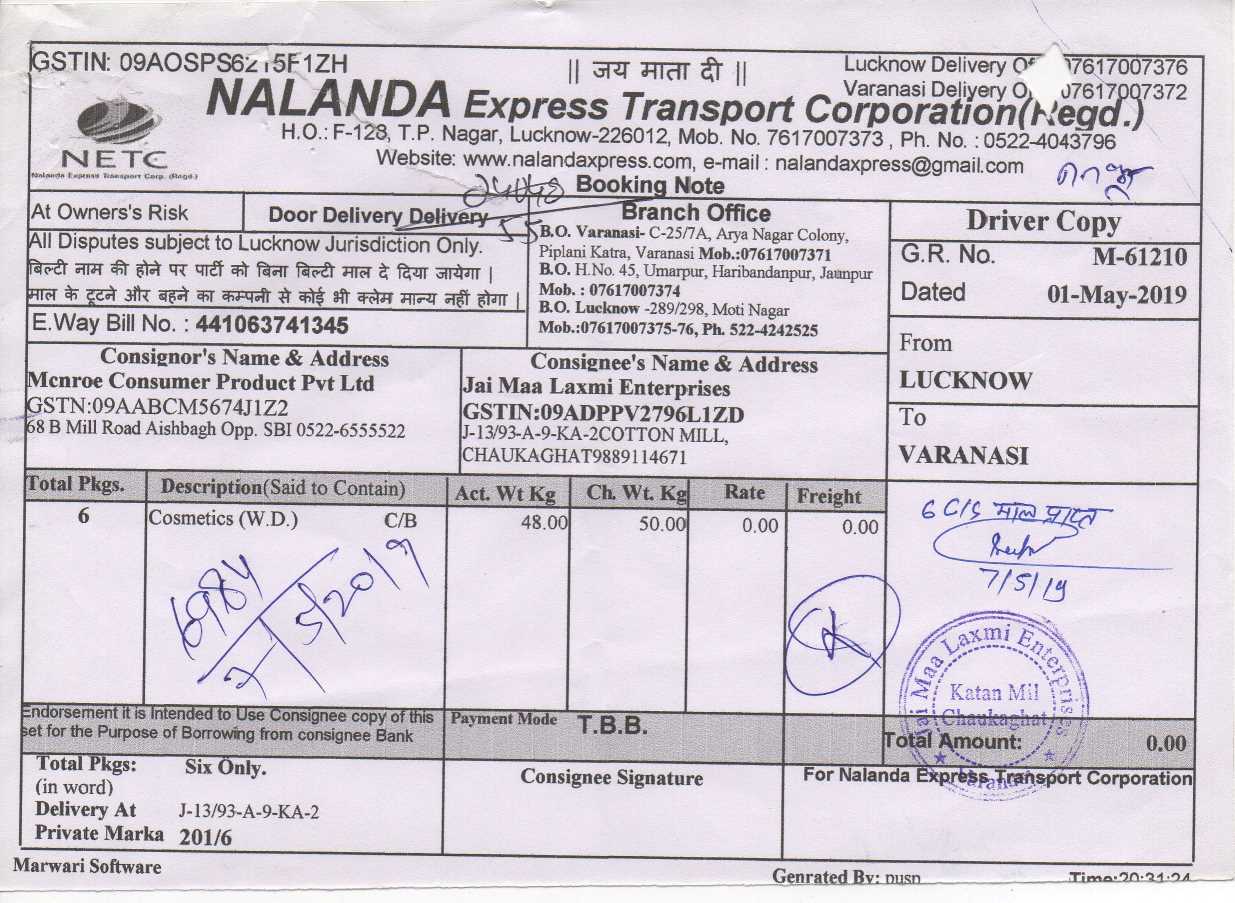 GSTIN: 09AOSPS6215F1ZH
|| जय माता दी ||
Lucknow Delivery Of 07617007376
Varanasi Delivery O 07617007372
NALANDA Express Transport Corporation(Regd.)
H.O.: F-128, T.P. Nagar, Lucknow-226012, Mob. No. 7617007373 , Ph. No. : 0522-4043796
Website: www.nalandaxpress.com, e-mail : nalandaxpress@gmail.com
NETC
Nalanda Express Transport Corp. (Regd.)
Booking Note
At Owners's Risk
Door Delivery Delivery
55
All Disputes subject to Lucknow Jurisdiction Only.
बिल्टी नाम की होने पर पार्टी को बिना बिल्टी माल दे दिया जायेगा |
माल के टूटने और बहने का कम्पनी से कोई भी क्लेम मान्य नहीं होगा |
E.Way Bill No. : 441063741345
Branch Office
B.O. Varanasi- C-25/7A, Arya Nagar Colony,
Piplani Katra, Varanasi Mob.:07617007371
B.O. H.No. 45, Umarpur, Haribandanpur, Jaunpur
Mob. : 07617007374
B.O. Lucknow -289/298, Moti Nagar
Mob.:07617007375-76, Ph. 522-4242525
Driver Copy
G.R. No. M-61210
Dated 01-May-2019
From
LUCKNOW
To
VARANASI
Consignor's Name & Address
Mcnroe Consumer Product Pvt Ltd
GSTN:09AABCM5674J1Z2
68 B Mill Road Aishbagh Opp. SBI 0522-6555522
Consignee's Name & Address
Jai Maa Laxmi Enterprises
GSTIN:09ADPPV2796L1ZD
J-13/93-A-9-KA-2COTTON MILL,
CHAUKAGHAT9889114671
Total Pkgs. Description(Said to Contain) Act. Wt Kg Ch. Wt. Kg Rate Freight
6 Cosmetics (W.D.) C/B 48.00 50.00 0.00 0.00
6984
7/5/2019
6 C/S माल प्राप्त
7/5/19
Jai Maa Laxmi Enterprises
Katan Mil
Chaukaghat
Varanasi
Endorsement it is Intended to Use Consignee copy of this
set for the Purpose of Borrowing from consignee Bank
Payment Mode T.B.B.
Total Amount: 0.00
Total Pkgs: Six Only.
(in word)
Delivery At J-13/93-A-9-KA-2
Private Marka 201/6
Consignee Signature
For Nalanda Express Transport Corporation
Marwari Software
Genrated By: pusp
Time:20:31:24